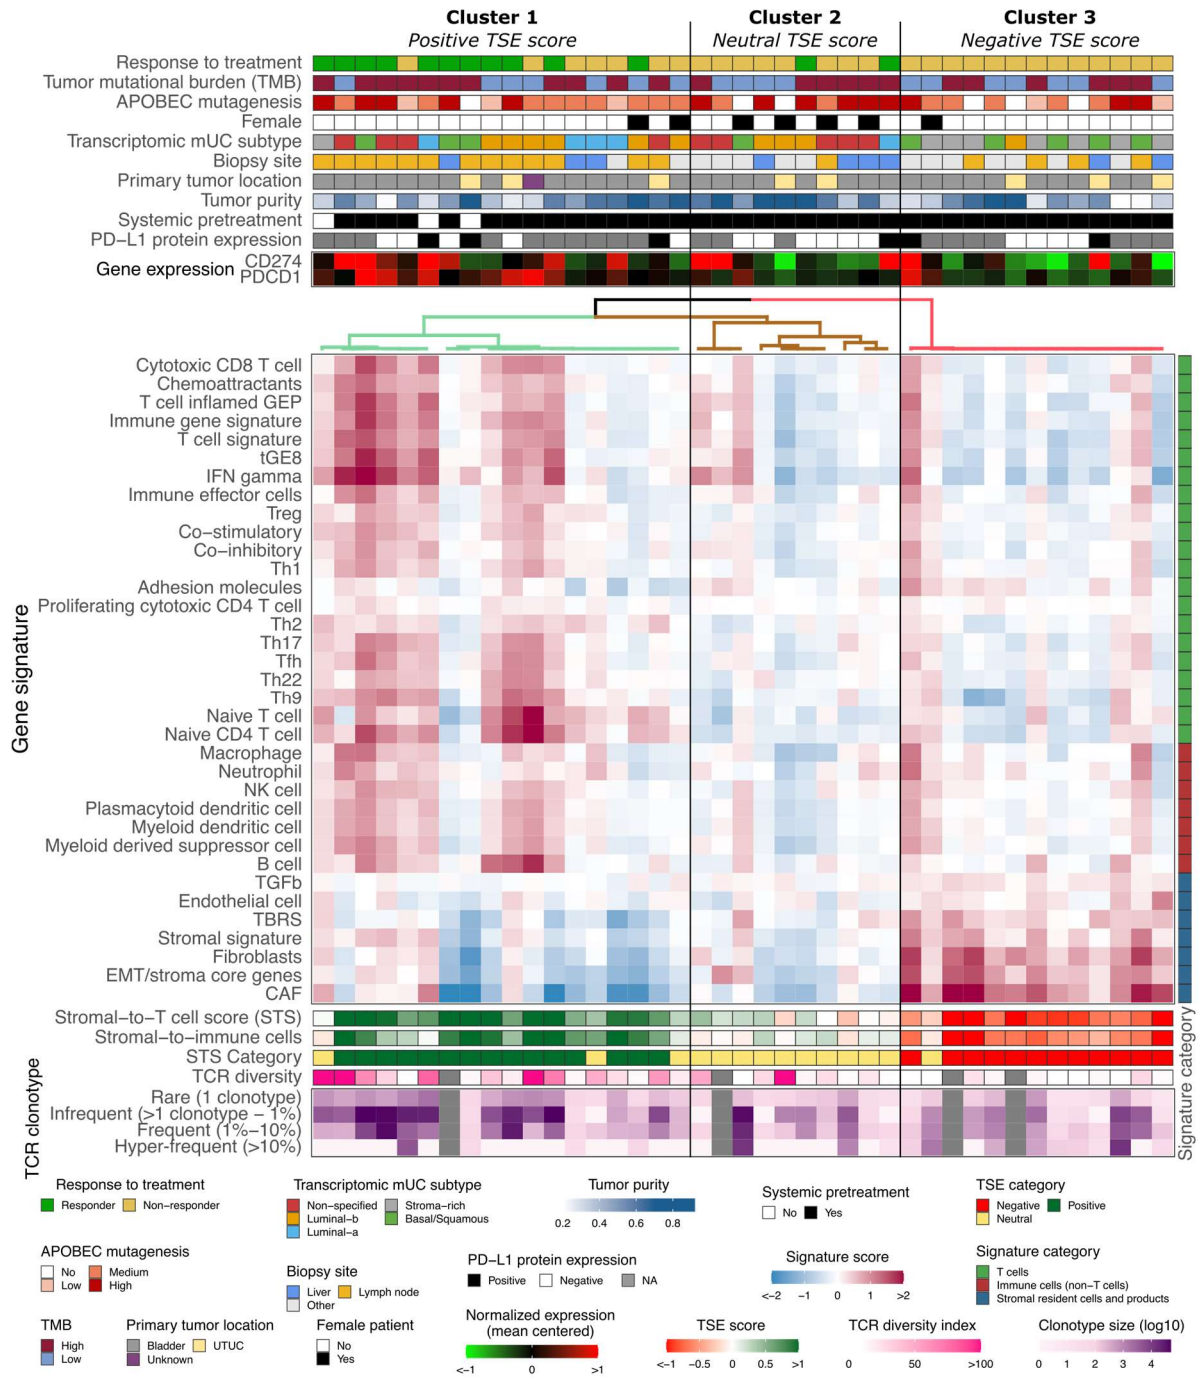 Cluster 1 Cluster 2 Cluster 3
Positive TSE score Neutral TSE score Negative TSE score
Response to treatment
Tumor mutational burden (TMB)
APOBEC mutagenesis
Female
Transcriptomic mUC subtype
Biopsy site
Primary tumor location
Tumor purity
Systemic pretreatment
PD−L1 protein expression
Gene expression
CD274
PDCD1
Gene signature
Cytotoxic CD8 T cell
Chemoattractants
T cell inflamed GEP
Immune gene signature
T cell signature
tGE8
IFN gamma
Immune effector cells
Treg
Co−stimulatory
Co−inhibitory
Th1
Adhesion molecules
Proliferating cytotoxic CD4 T cell
Th2
Th17
Tfh
Th22
Th9
Naive T cell
Naive CD4 T cell
Macrophage
Neutrophil
NK cell
Plasmacytoid dendritic cell
Myeloid dendritic cell
Myeloid derived suppressor cell
B cell
TGFb
Endothelial cell
TBRS
Stromal signature
Fibroblasts
EMT/stroma core genes
CAF
Signature category
Stromal−to−T cell score (STS)
Stromal−to−immune cells
STS Category
TCR diversity
TCR clonotype
Rare (1 clonotype)
Infrequent (>1 clonotype − 1%)
Frequent (1%−10%)
Hyper−frequent (>10%)
Response to treatment
Responder Non−responder
APOBEC mutagenesis
No Medium
Low High
TMB
High
Low
Primary tumor location
Bladder UTUC
Unknown
Transcriptomic mUC subtype
Non−specified Stroma−rich
Luminal−b Basal/Squamous
Luminal−a
Biopsy site
Liver Lymph node
Other
Female patient
No
Yes
Tumor purity
0.2 0.4 0.6 0.8
PD−L1 protein expression
Positive Negative NA
Normalized expression
(mean centered)
<−1 0 >1
Systemic pretreatment
No Yes
Signature score
<−2 −1 0 1 >2
TSE score
<−1 −0.5 0 0.5 >1
TSE category
Negative Positive
Neutral
Signature category
T cells
Immune cells (non−T cells)
Stromal resident cells and products
TCR diversity index
0 50 >100
Clonotype size (log10)
0 1 2 3 4